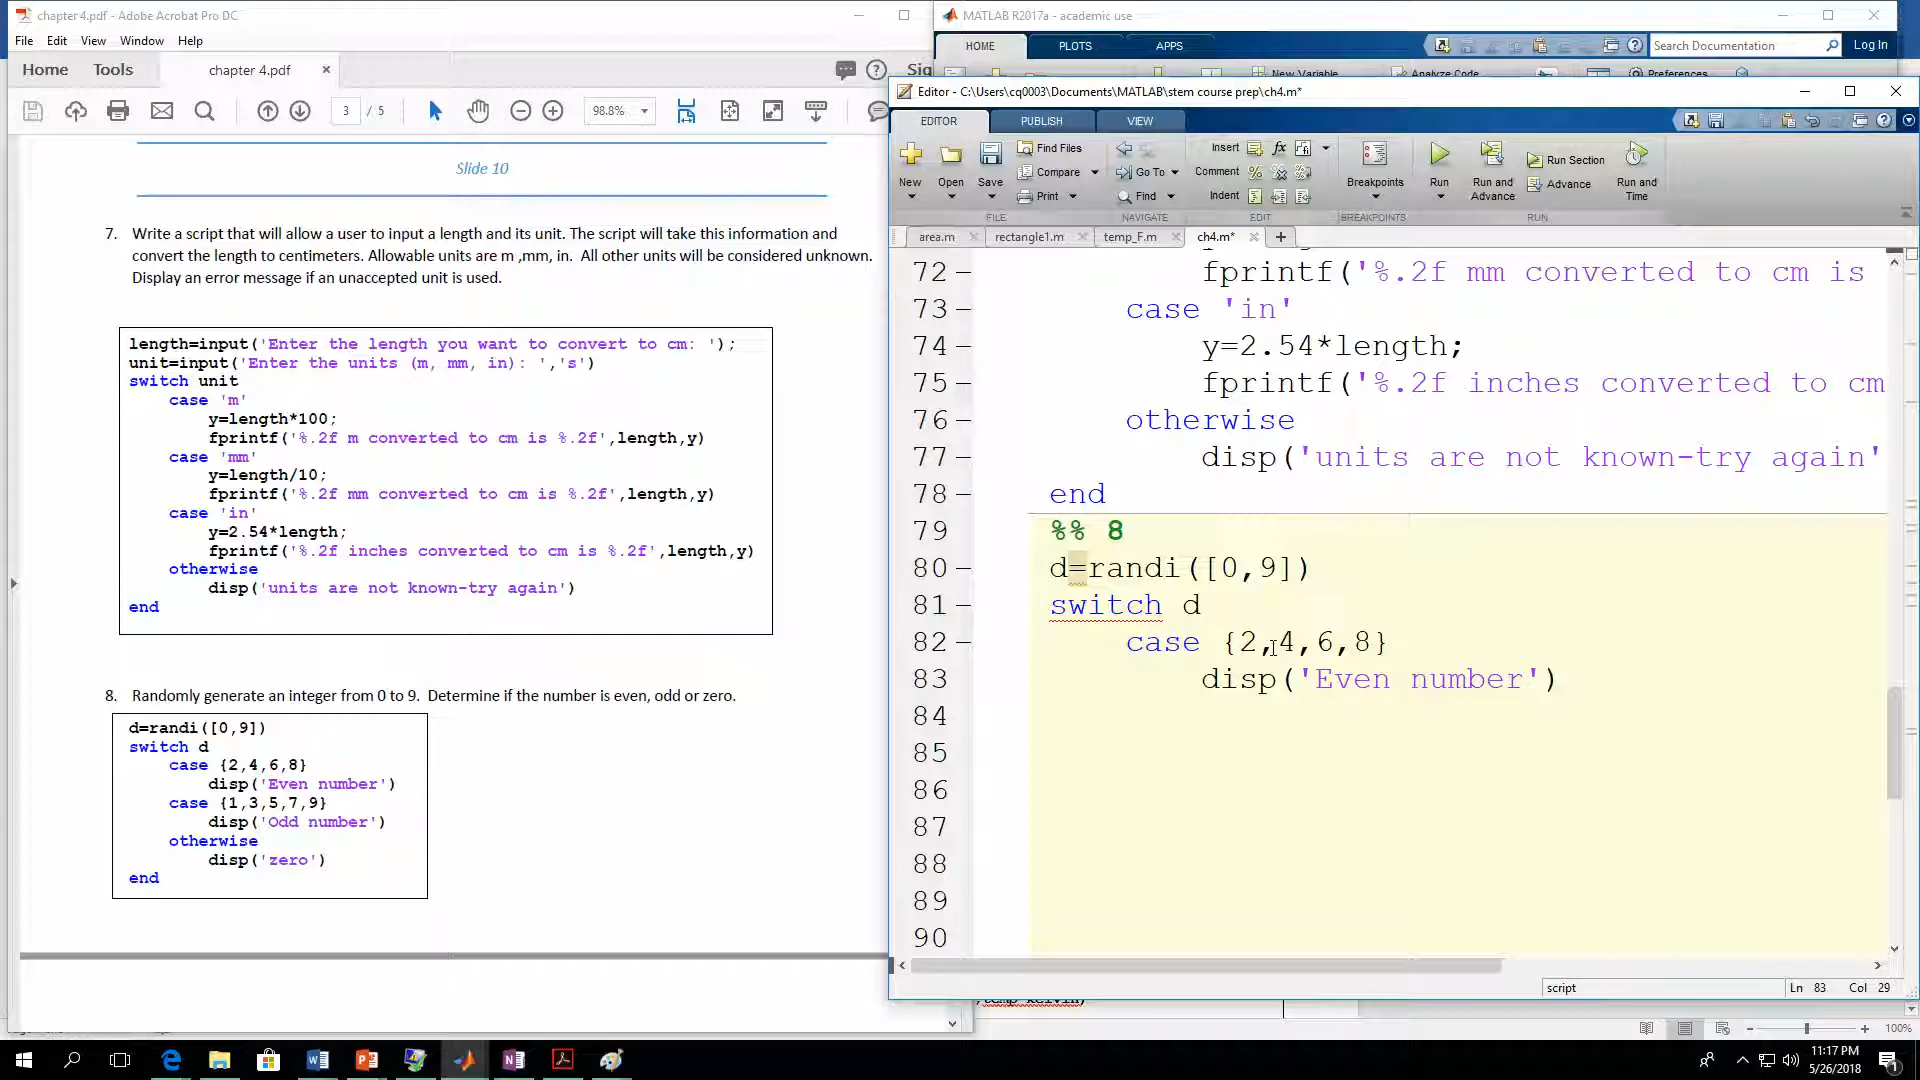 chapter 4.pdf - Adobe Acrobat Pro DC
File Edit View Window Help
Home Tools chapter 4.pdf ×
3 / 5 98.8%
Slide 10
7. Write a script that will allow a user to input a length and its unit. The script will take this information and
convert the length to centimeters. Allowable units are m ,mm, in. All other units will be considered unknown.
Display an error message if an unaccepted unit is used.
length=input('Enter the length you want to convert to cm: ');
unit=input('Enter the units (m, mm, in): ','s')
switch unit
case 'm'
y=length*100;
fprintf('%.2f m converted to cm is %.2f',length,y)
case 'mm'
y=length/10;
fprintf('%.2f mm converted to cm is %.2f',length,y)
case 'in'
y=2.54*length;
fprintf('%.2f inches converted to cm is %.2f',length,y)
otherwise
disp('units are not known-try again')
end
8. Randomly generate an integer from 0 to 9. Determine if the number is even, odd or zero.
d=randi([0,9])
switch d
case {2,4,6,8}
disp('Even number')
case {1,3,5,7,9}
disp('Odd number')
otherwise
disp('zero')
end
MATLAB R2017a - academic use
HOME PLOTS APPS Search Documentation Log In
New Variable Analyze Code Preferences
Editor - C:\Users\cq0003\Documents\MATLAB\stem course prep\ch4.m*
EDITOR PUBLISH VIEW
New Open Save Find Files Compare Print
Go To Find
Insert fx
Comment
Indent
Breakpoints Run Run and Advance Run Section Advance Run and Time
FILE NAVIGATE EDIT BREAKPOINTS RUN
area.m rectangle1.m temp_F.m ch4.m* +
72 fprintf('%.2f mm converted to cm is
73 case 'in'
74 y=2.54*length;
75 fprintf('%.2f inches converted to cm
76 otherwise
77 disp('units are not known-try again'
78 end
79 %% 8
80 d=randi([0,9])
81 switch d
82 case {2,4,6,8}
83 disp('Even number')
84
85
86
87
88
89
90
script Ln 83 Col 29
100%
11:17 PM
5/26/2018